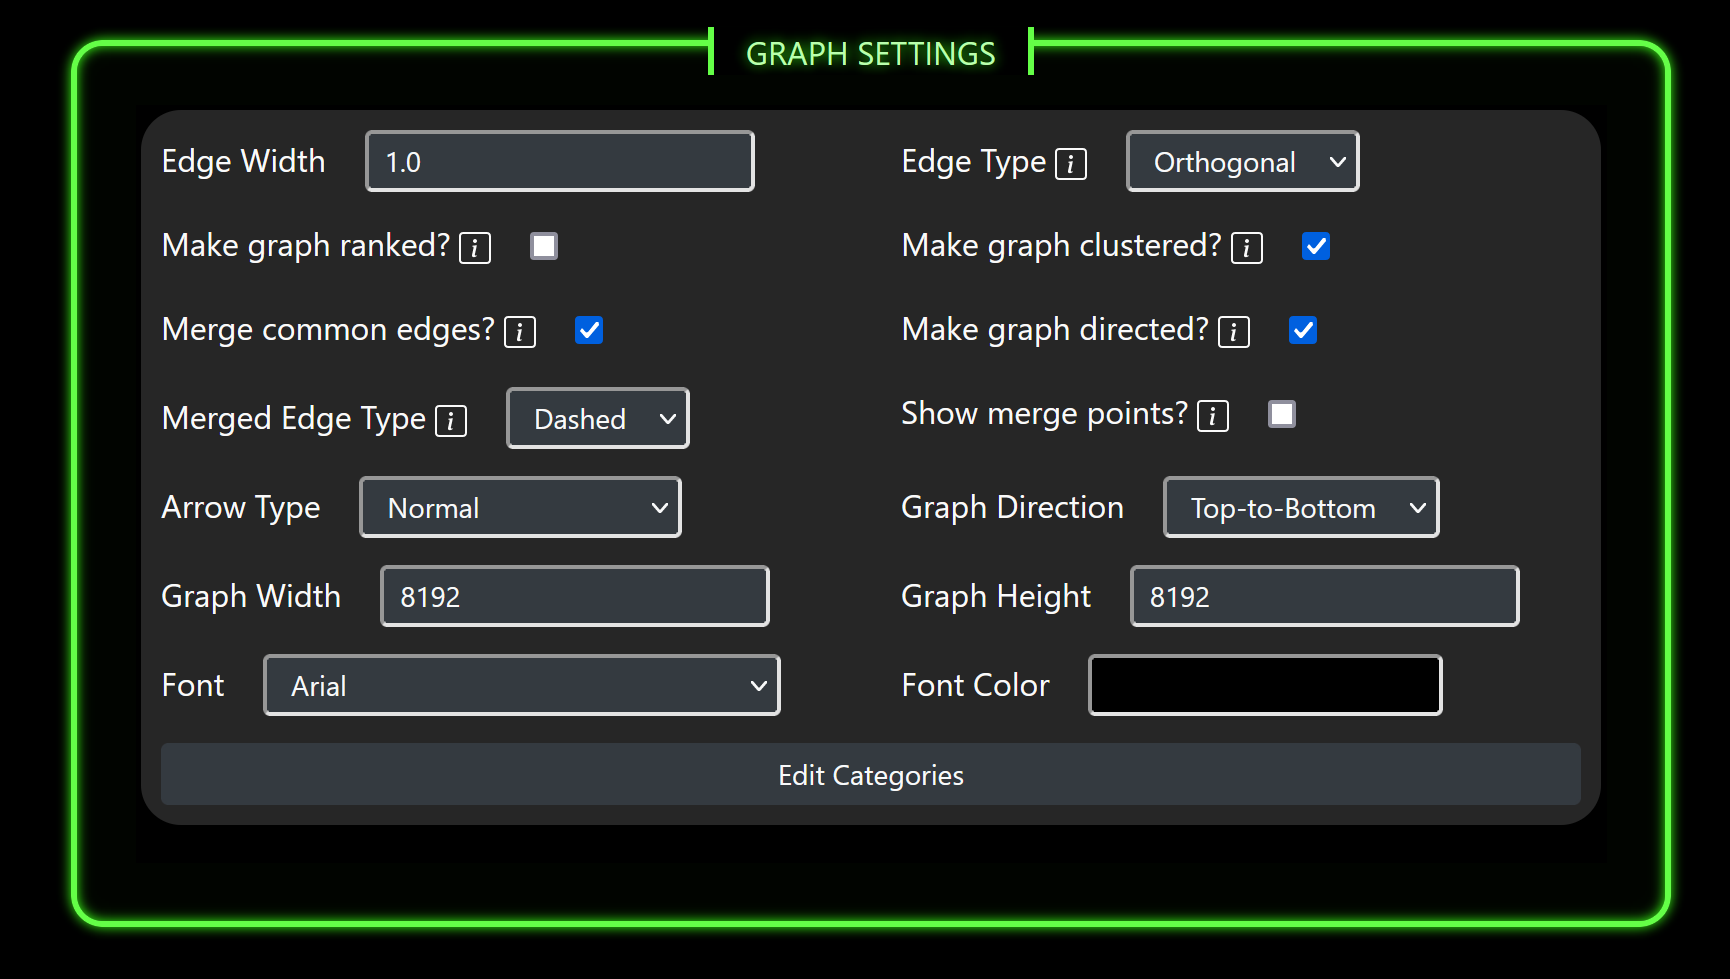 GRAPH SETTINGS
Edge Width 1.0 Edge Type i Orthogonal
Make graph ranked? i Make graph clustered? i
Merge common edges? i Make graph directed? i
Merged Edge Type i Dashed Show merge points? i
Arrow Type Normal Graph Direction Top-to-Bottom
Graph Width 8192 Graph Height 8192
Font Arial Font Color
Edit Categories